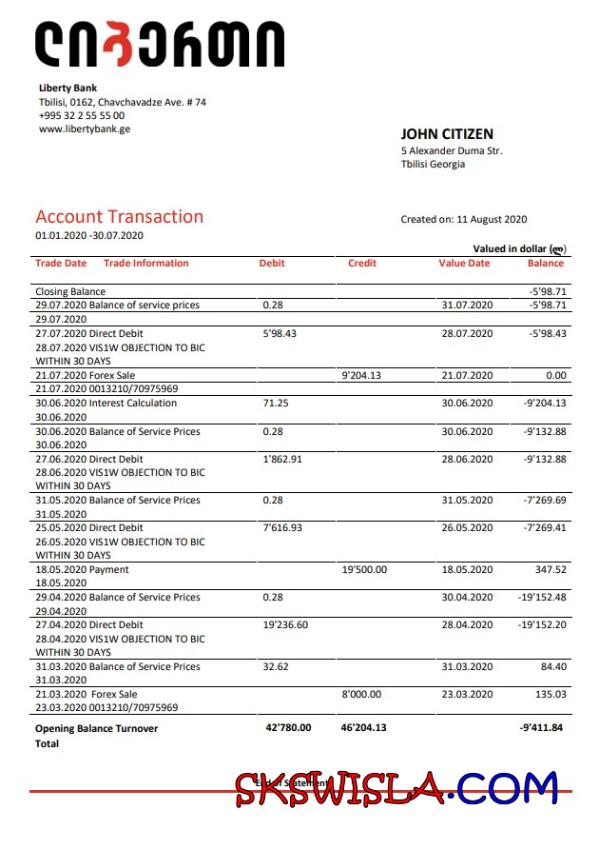 ლიბერთი
Liberty Bank
Tbilisi, 0162, Chavchavadze Ave. # 74
+995 32 2 55 55 00
www.libertybank.ge
JOHN CITIZEN
5 Alexander Duma Str.
Tbilisi Georgia
Account Transaction
Created on: 11 August 2020
01.01.2020 -30.07.2020
Valued in dollar (ლ)
Trade Date Trade Information Debit Credit Value Date Balance
Closing Balance -5'98.71
29.07.2020 Balance of service prices 0.28 31.07.2020 -5'98.71
29.07.2020
27.07.2020 Direct Debit 5'98.43 28.07.2020 -5'98.43
28.07.2020 VIS1W OBJECTION TO BIC
WITHIN 30 DAYS
21.07.2020 Forex Sale 9'204.13 21.07.2020 0.00
21.07.2020 0013210/70975969
30.06.2020 Interest Calculation 71.25 30.06.2020 -9'204.13
30.06.2020
30.06.2020 Balance of Service Prices 0.28 30.06.2020 -9'132.88
30.06.2020
27.06.2020 Direct Debit 1'862.91 28.06.2020 -9'132.88
28.06.2020 VIS1W OBJECTION TO BIC
WITHIN 30 DAYS
31.05.2020 Balance of Service Prices 0.28 31.05.2020 -7'269.69
31.05.2020
25.05.2020 Direct Debit 7'616.93 26.05.2020 -7'269.41
26.05.2020 VIS1W OBJECTION TO BIC
WITHIN 30 DAYS
18.05.2020 Payment 19'500.00 18.05.2020 347.52
18.05.2020
29.04.2020 Balance of Service Prices 0.28 30.04.2020 -19'152.48
29.04.2020
27.04.2020 Direct Debit 19'236.60 28.04.2020 -19'152.20
28.04.2020 VIS1W OBJECTION TO BIC
WITHIN 30 DAYS
31.03.2020 Balance of Service Prices 32.62 31.03.2020 84.40
31.03.2020
21.03.2020 Forex Sale 8'000.00 23.03.2020 135.03
23.03.2020 0013210/70975969
Opening Balance Turnover 42'780.00 46'204.13 -9'411.84
Total
End of Statement
SKSWISLA.COM